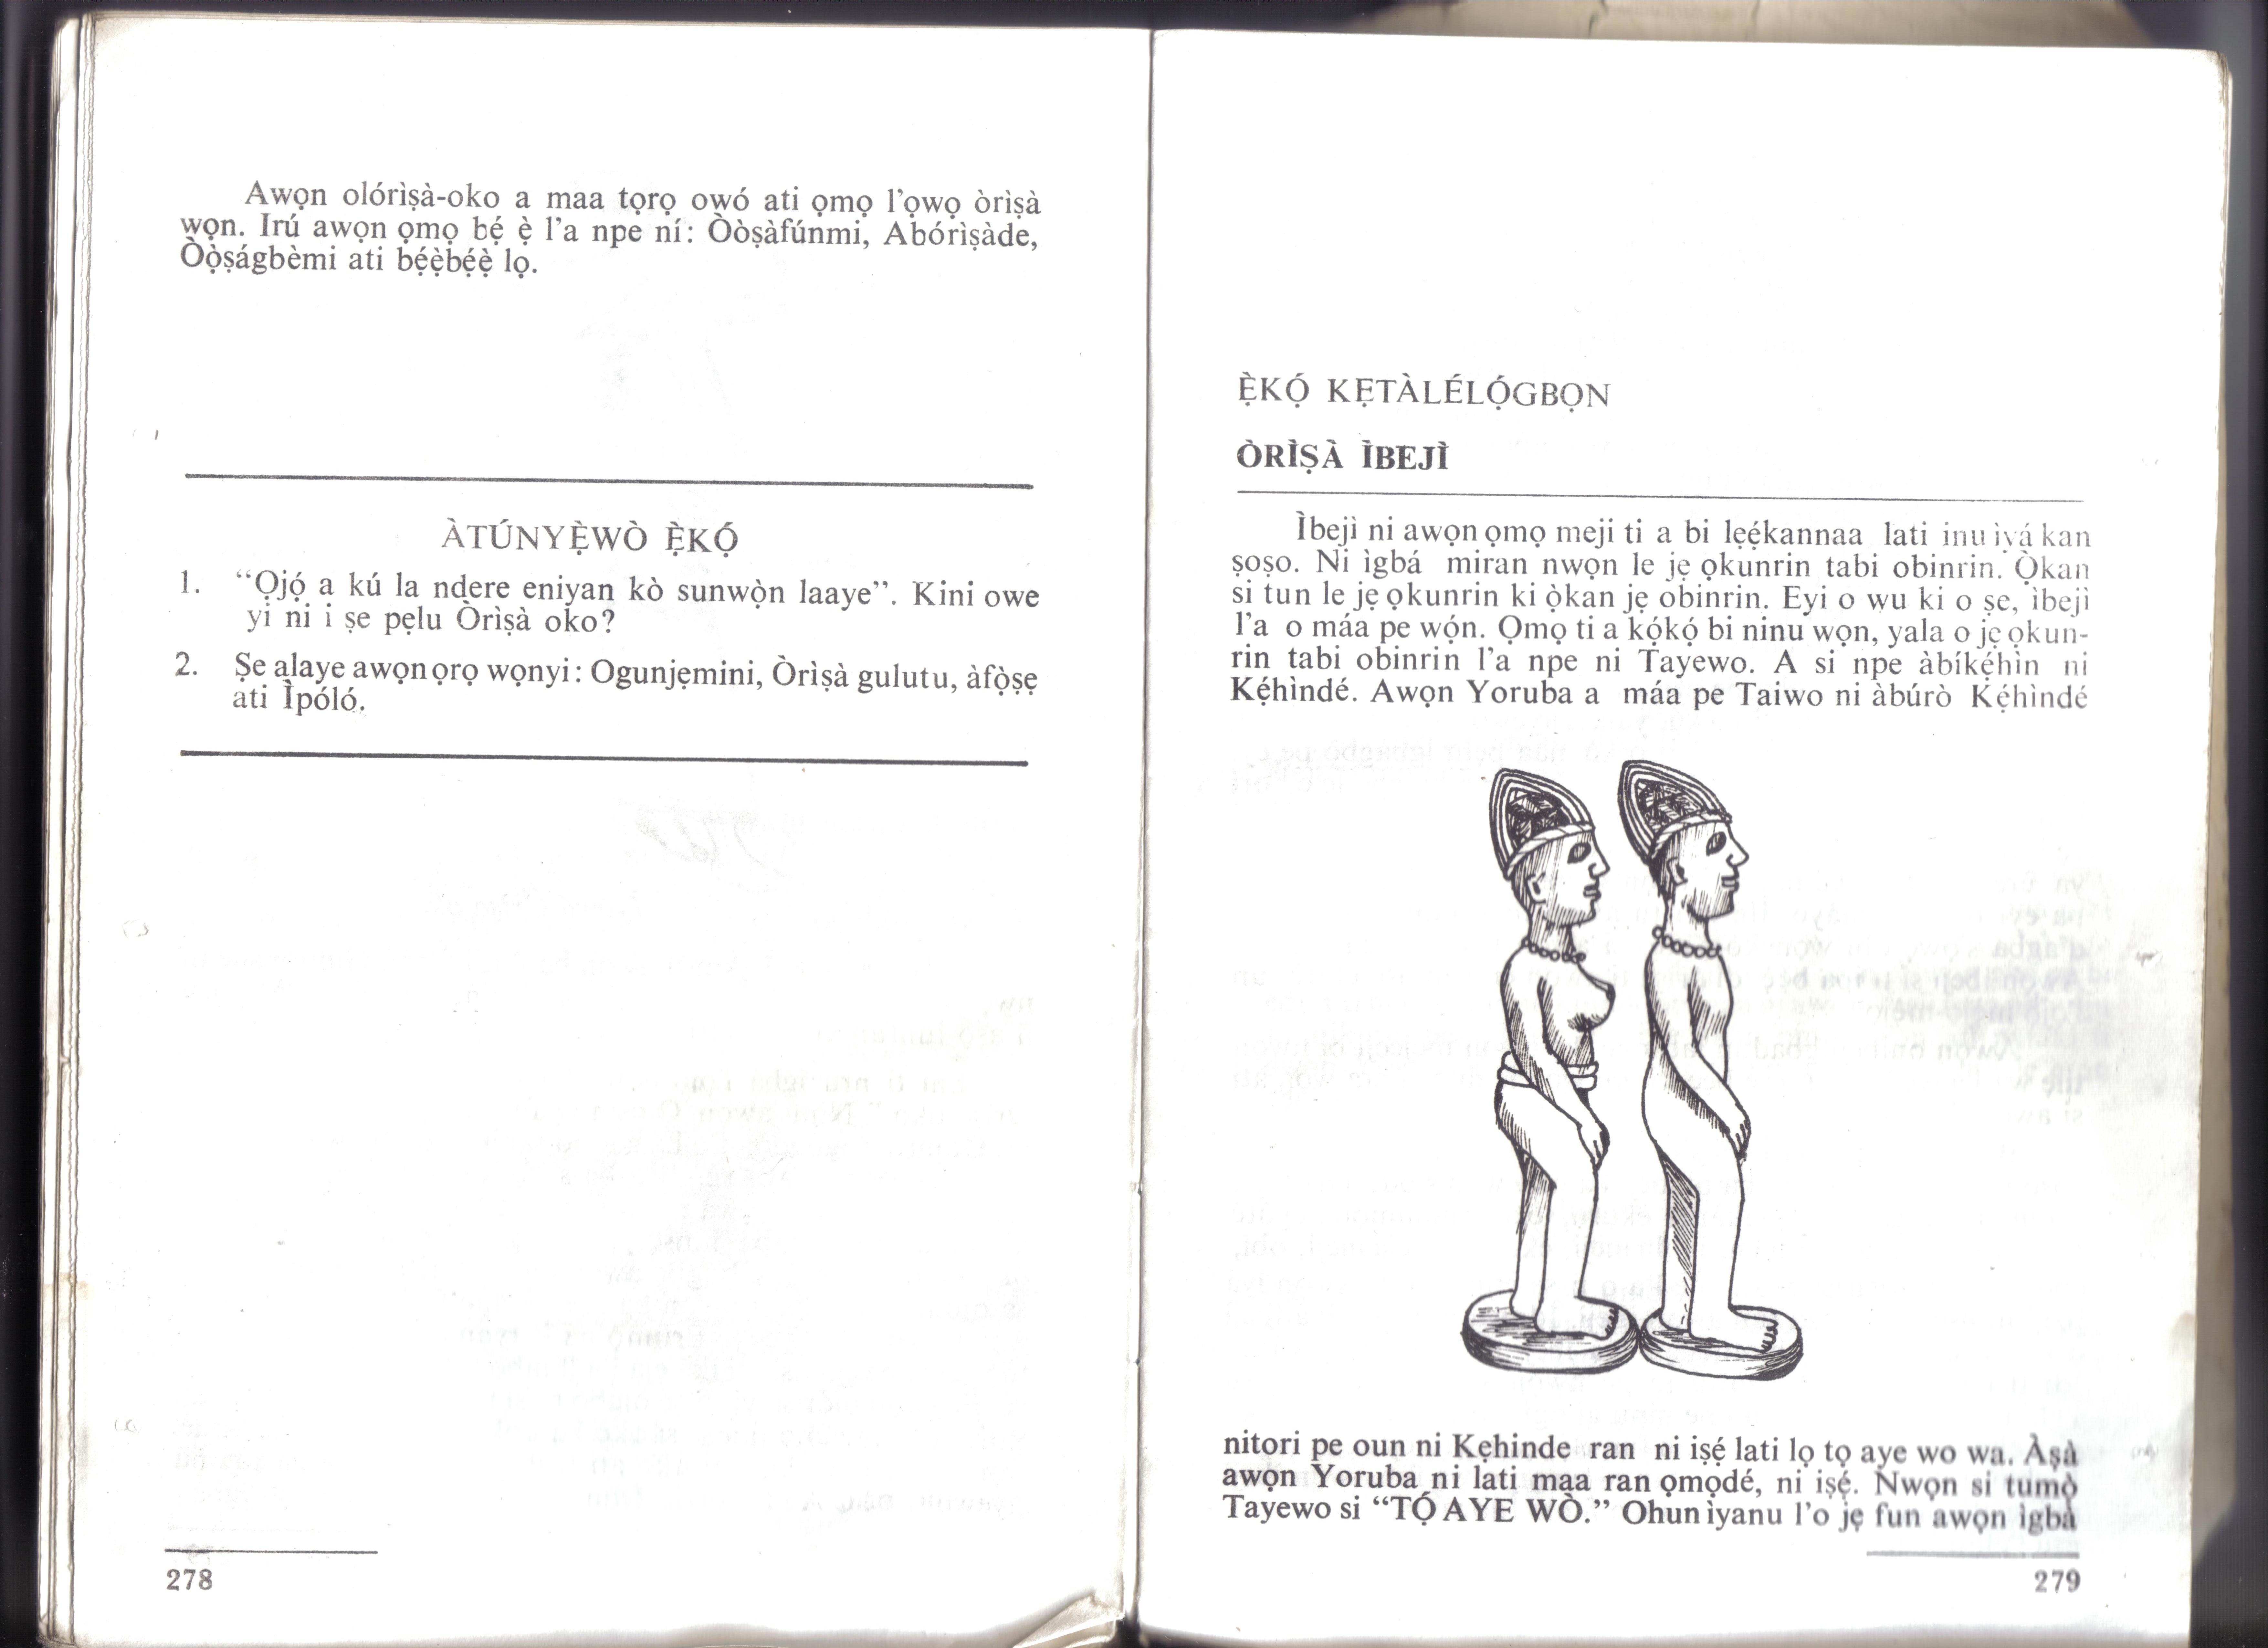 Awọn olórìṣà-oko a maa tọrọ owó ati ọmọ l’ọwọ òrìṣà
wọn. Irú awọn ọmọ bẹ́ ẹ̀ l’a npe ní: Òòṣàfúnmi, Abórìṣàde,
Òọ̀ṣágbèmi ati bẹ́ẹ̀bẹ́ẹ̀ lọ.
ÀTÚNYẸ̀WÒ Ẹ̀KỌ́
1. “Ọjọ́ a kú la ndere eniyan kò sunwọ̀n laaye”. Kini owe
yi ni i ṣe pẹlu Òrìṣà oko?
2. Ṣe alaye awọn ọrọ wọnyi: Ogunjẹmini, Òrìṣà gulutu, àfọ̀ṣẹ
ati Ìpóló.
278
Ẹ̀KỌ́ KẸTÀLÉLỌ́GBỌN
ÒRÌṢÀ ÌBEJÌ
Ìbejì ni awọn ọmọ meji ti a bi lẹẹ́kannaa lati inu ìyá kan
ṣoṣo. Ni ìgbá miran nwọn le jẹ ọkunrin tabi obinrin. Ọ̀kan
si tun le jẹ ọkunrin ki ọ̀kan jẹ obinrin. Eyi o wu ki o ṣe, ìbejì
l’a o máa pe wọ́n. Ọmọ ti a kọ́kọ́ bi ninu wọn, yala o jẹ ọkun-
rin tabi obinrin l’a npe ni Tayewo. A si npe àbíkẹ́hìn ni
Kẹ́hìndé. Awọn Yoruba a máa pe Taiwo ni àbúrò Kẹ́hìndé
nitori pe oun ni Kẹhinde ran ni iṣẹ́ lati lọ tọ aye wo wa. Àṣà
awọn Yoruba ni lati maa ran ọmọdé, ni iṣẹ́. Nwọn si tumọ̀
Tayewo si “TỌ́ AYE WÒ.” Ohun ìyanu l’o jẹ fun awọn ìgbà
279